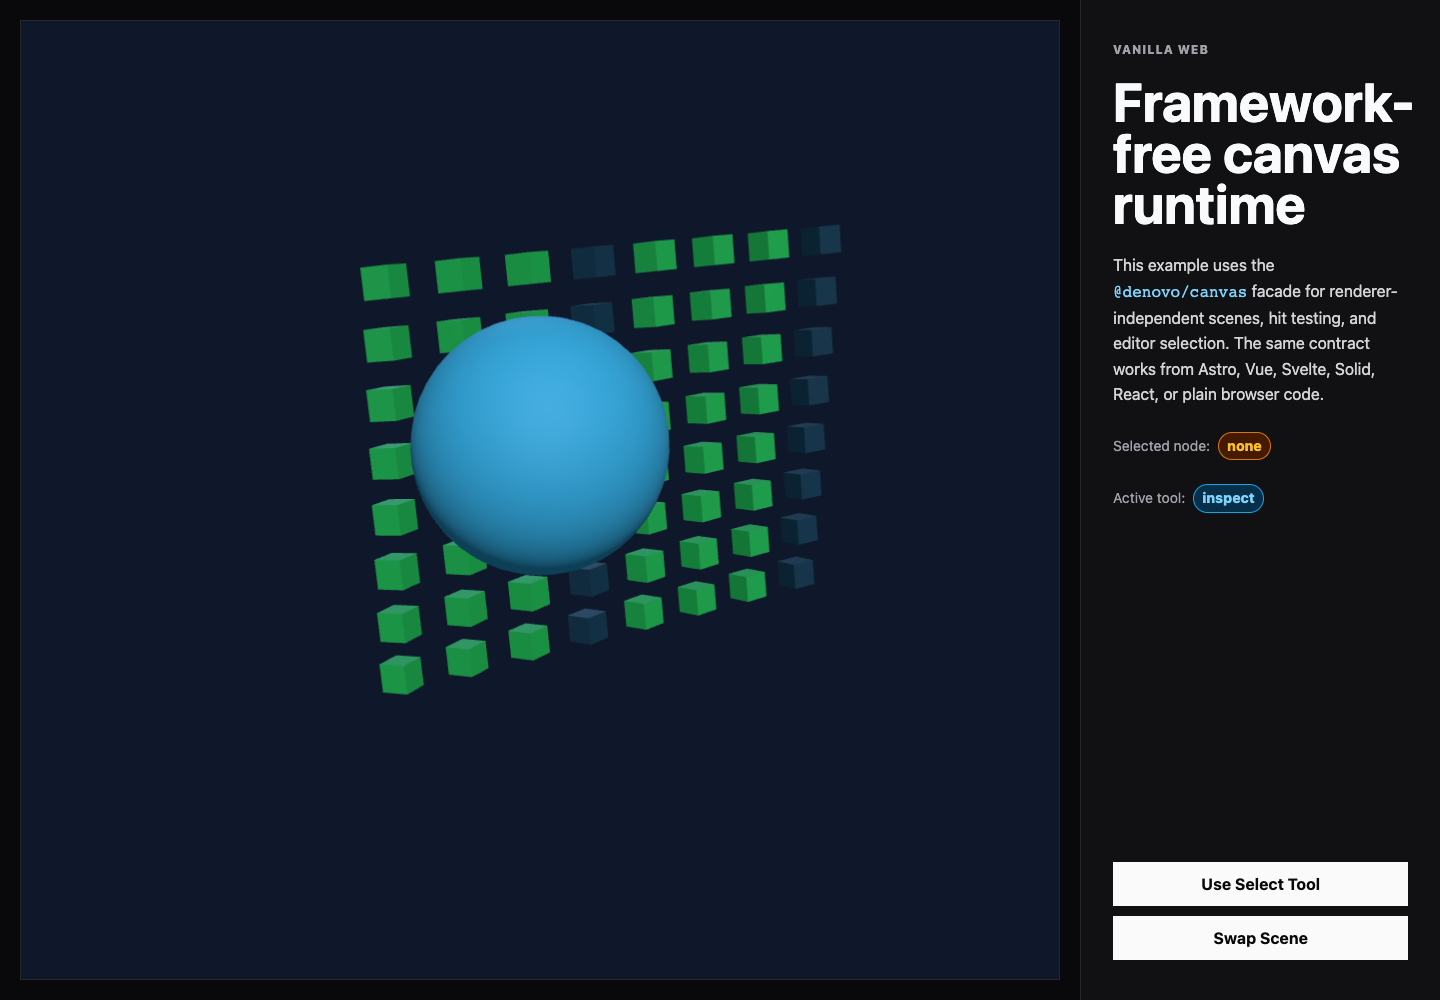 VANILLA WEB
Framework-
free canvas
runtime
This example uses the
@denovo/canvas facade for renderer-
independent scenes, hit testing, and
editor selection. The same contract
works from Astro, Vue, Svelte, Solid,
React, or plain browser code.
Selected node: none
Active tool: inspect
Use Select Tool
Swap Scene